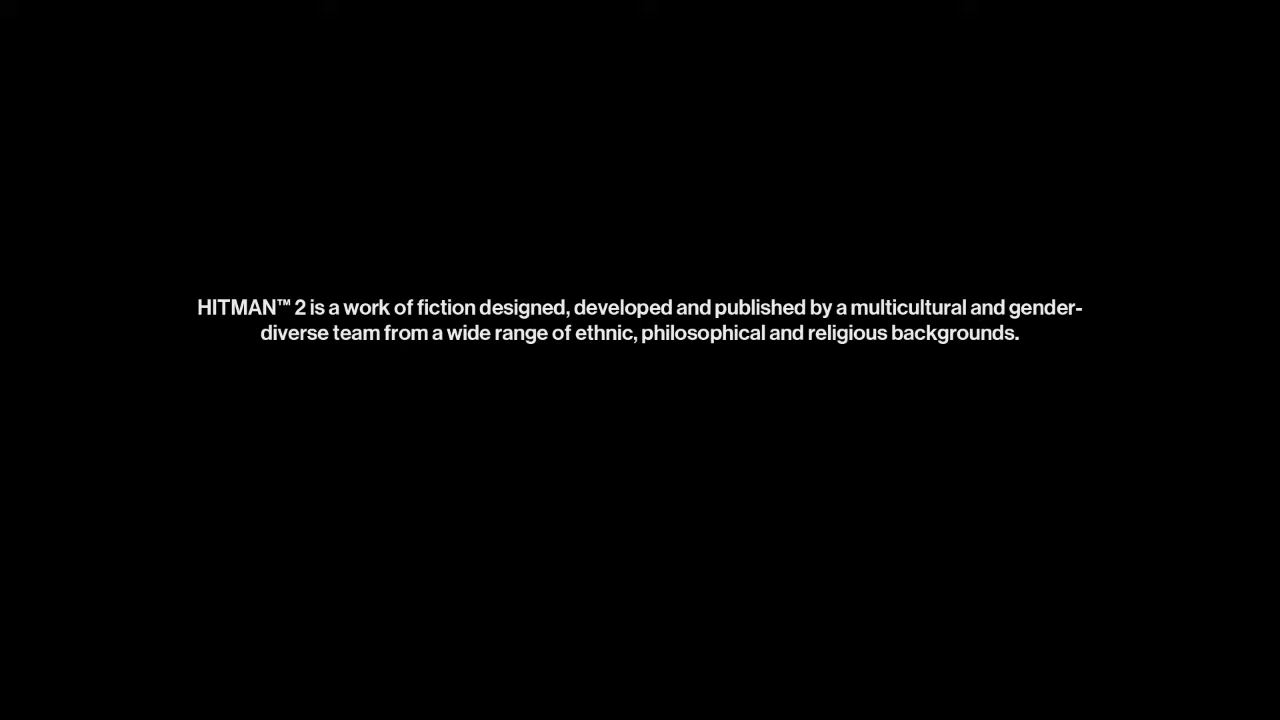 HITMAN™ 2 is a work of fiction designed, developed and published by a multicultural and gender-
diverse team from a wide range of ethnic, philosophical and religious backgrounds.